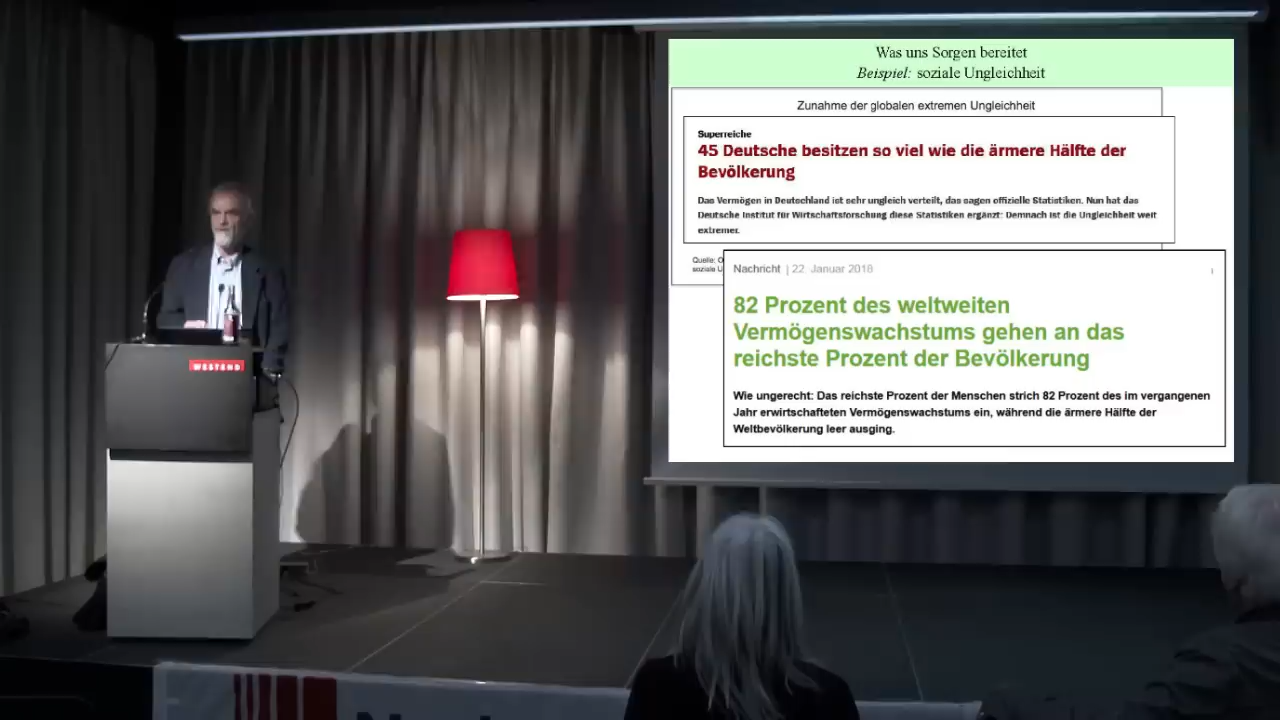 Was uns Sorgen bereitet
Beispiel: soziale Ungleichheit
Zunahme der globalen extremen Ungleichheit
Superreiche
45 Deutsche besitzen so viel wie die ärmere Hälfte der
Bevölkerung
Das Vermögen in Deutschland ist sehr ungleich verteilt, das sagen offizielle Statistiken. Nun hat das
Deutsche Institut für Wirtschaftsforschung diese Statistiken ergänzt: Demnach ist die Ungleichheit weit
extremer.
Quelle:
Nachricht | 22. Januar 2018
82 Prozent des weltweiten
Vermögenswachstums gehen an das
reichste Prozent der Bevölkerung
Wie ungerecht: Das reichste Prozent der Menschen strich 82 Prozent des im vergangenen
Jahr erwirtschafteten Vermögenswachstums ein, während die ärmere Hälfte der
Weltbevölkerung leer ausging.
WESTEND